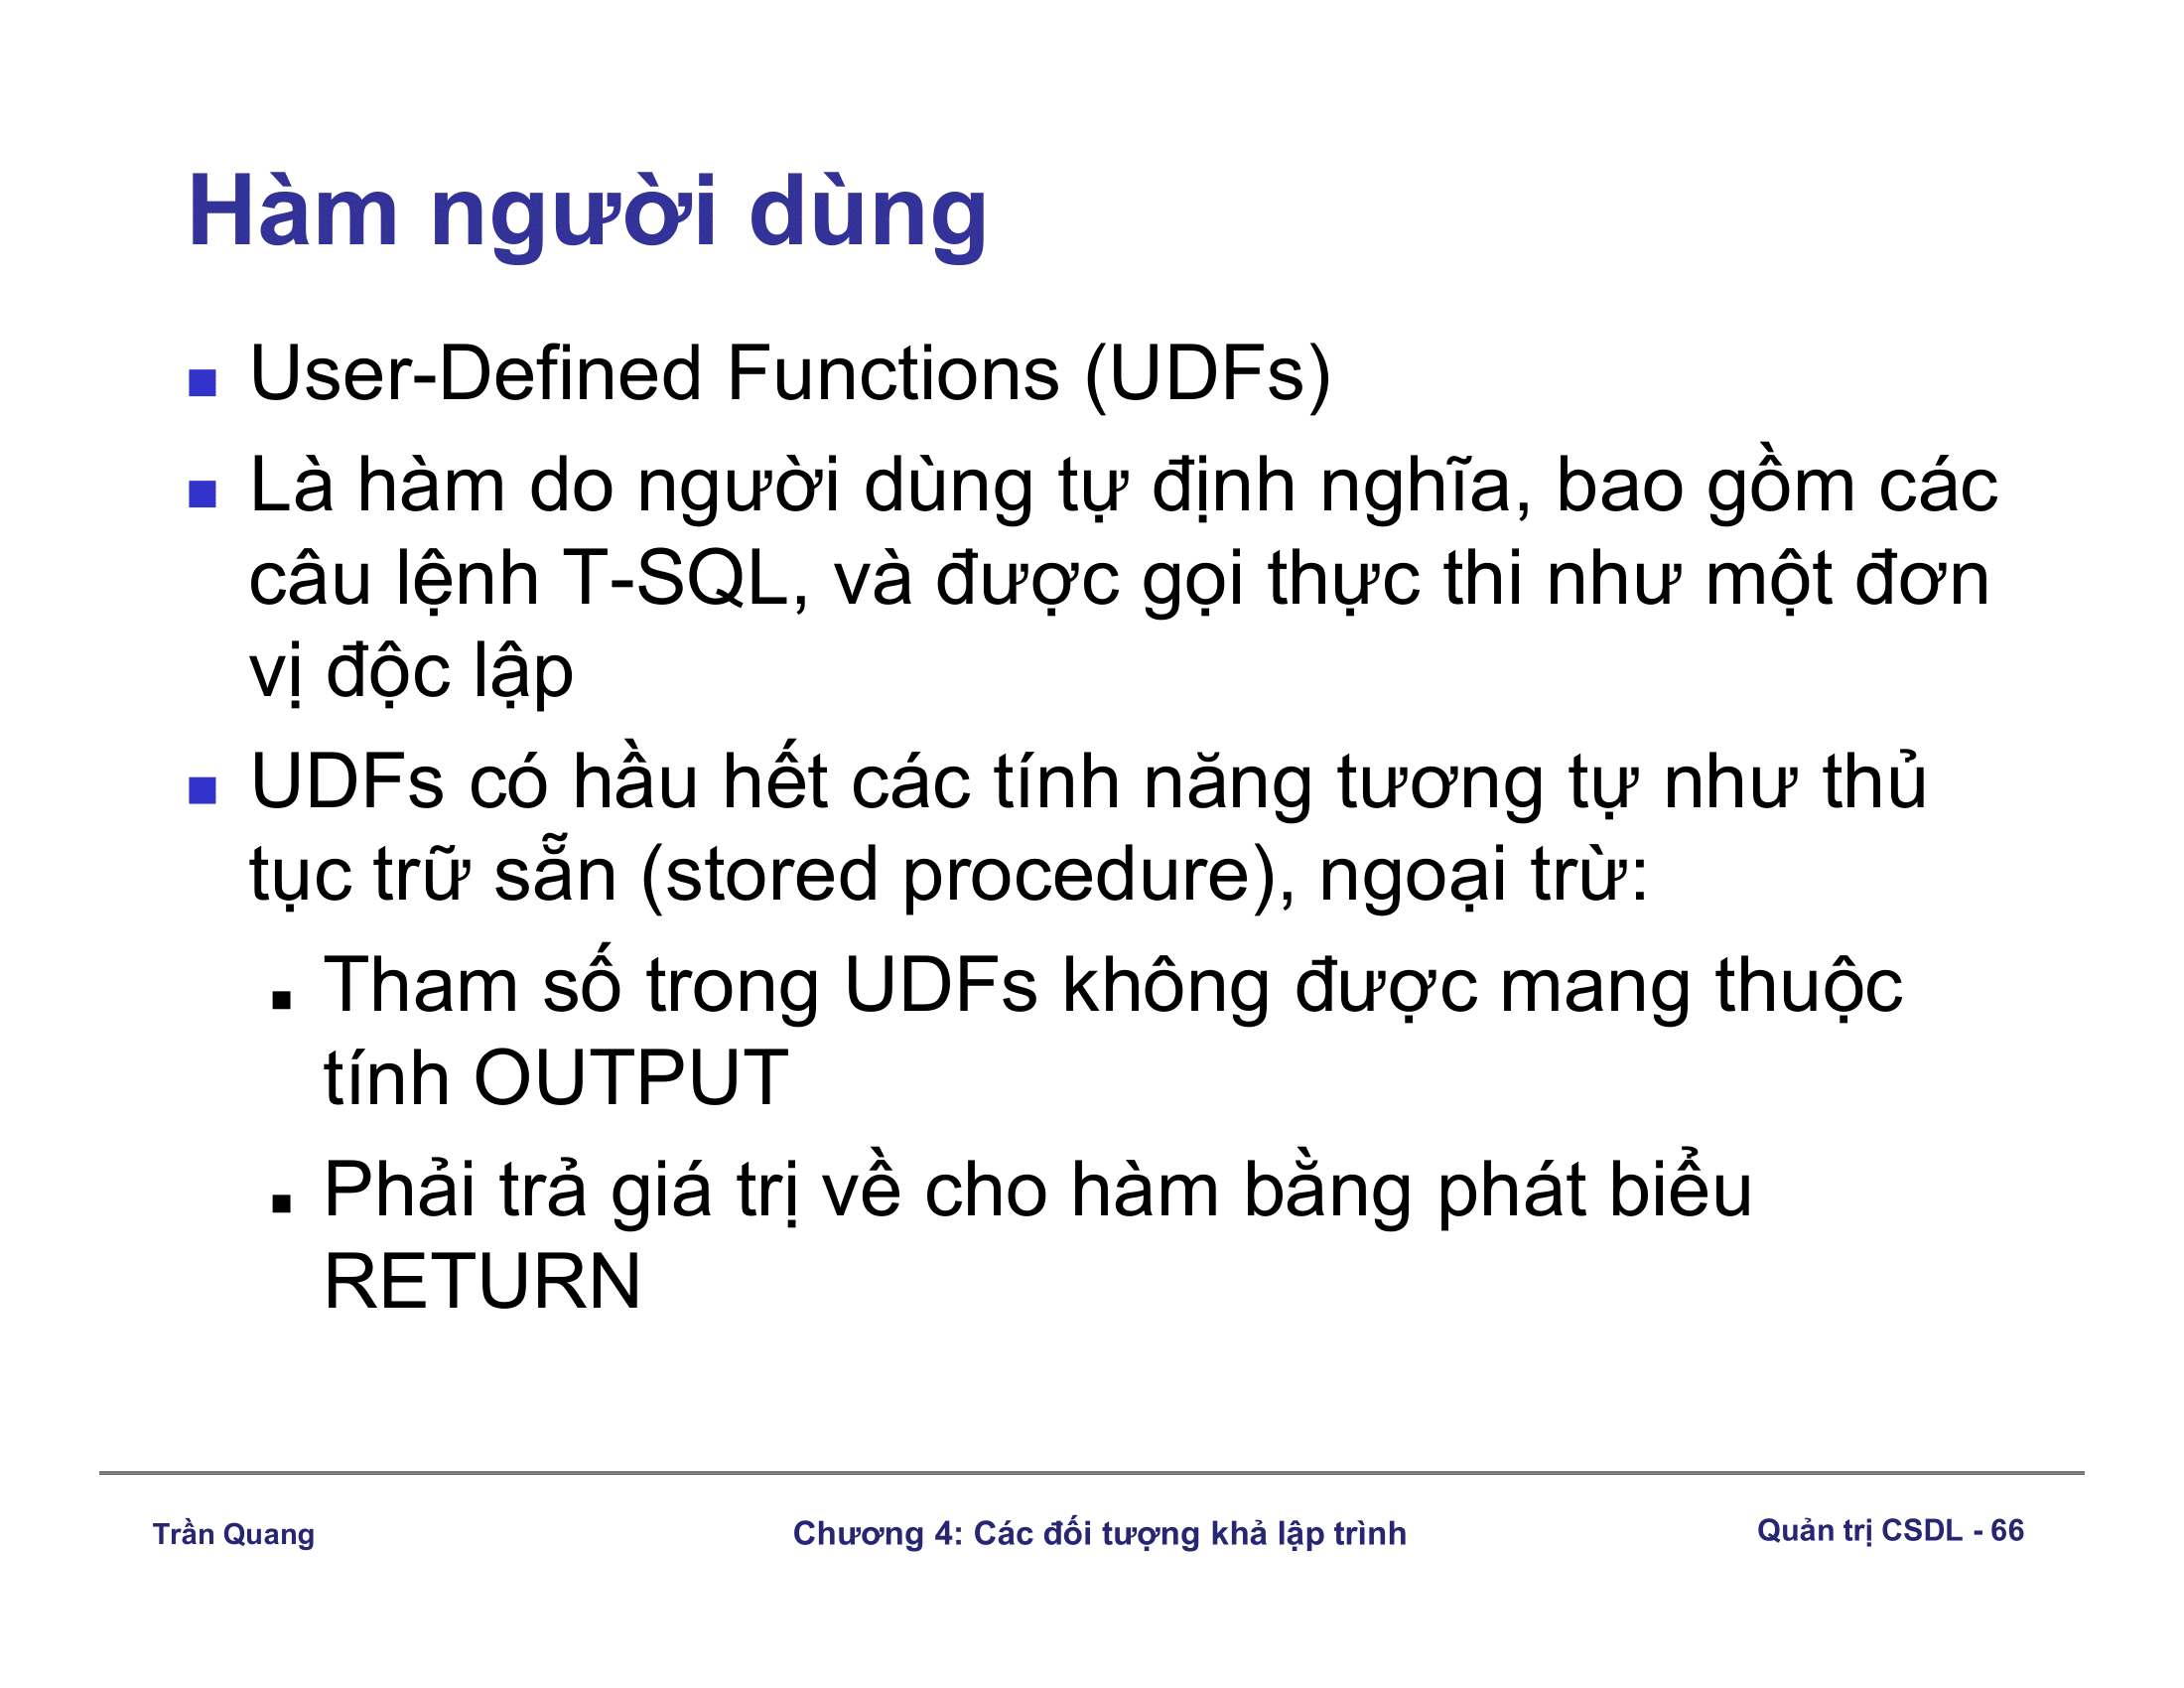 Hàm người dùng
User-Defined Functions (UDFs)
Là hàm do người dùng tự định nghĩa, bao gồm các
câu lệnh T-SQL, và được gọi thực thi như một đơn
vị độc lập
UDFs có hầu hết các tính năng tương tự như thủ
tục trữ sẵn (stored procedure), ngoại trừ:
Tham số trong UDFs không được mang thuộc
tính OUTPUT
Phải trả giá trị về cho hàm bằng phát biểu
RETURN
Trần Quang
Chương 4: Các đối tượng khả lập trình
Quản trị CSDL - 66